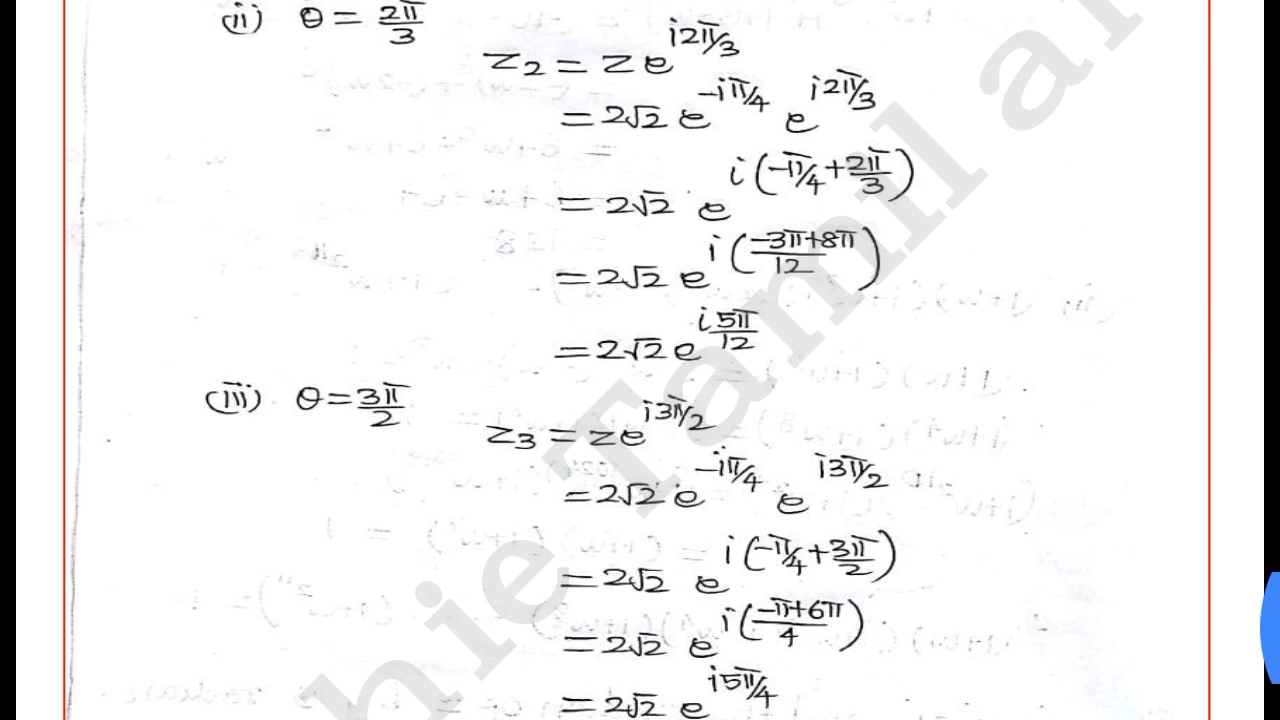 (ii) θ = 2π/3
z₂ = z e^{i2π/3}
= 2√2 e^{-iπ/4} e^{i2π/3}
= 2√2 e^{i(-π/4 + 2π/3)}
= 2√2 e^{i((-3π+8π)/12)}
= 2√2 e^{i5π/12}
(iii) θ = 3π/2
z₃ = z e^{i3π/2}
= 2√2 e^{-iπ/4} e^{i3π/2}
= 2√2 e^{i(-π/4 + 3π/2)}
= 2√2 e^{i((-π+6π)/4)}
= 2√2 e^{i5π/4}
hie Tamil a